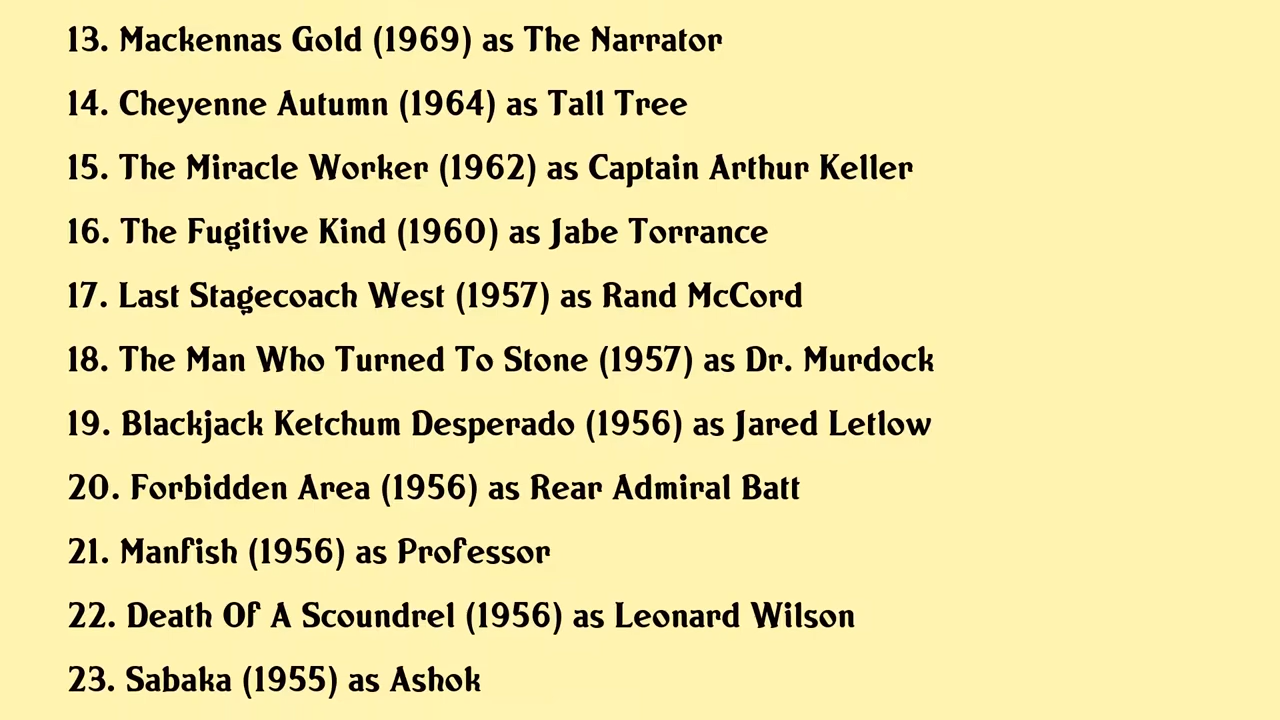 13. Mackennas Gold (1969) as The Narrator
14. Cheyenne Autumn (1964) as Tall Tree
15. The Miracle Worker (1962) as Captain Arthur Keller
16. The Fugitive Kind (1960) as Jabe Torrance
17. Last Stagecoach West (1957) as Rand McCord
18. The Man Who Turned To Stone (1957) as Dr. Murdock
19. Blackjack Ketchum Desperado (1956) as Jared Letlow
20. Forbidden Area (1956) as Rear Admiral Batt
21. Manfish (1956) as Professor
22. Death Of A Scoundrel (1956) as Leonard Wilson
23. Sabaka (1955) as Ashok